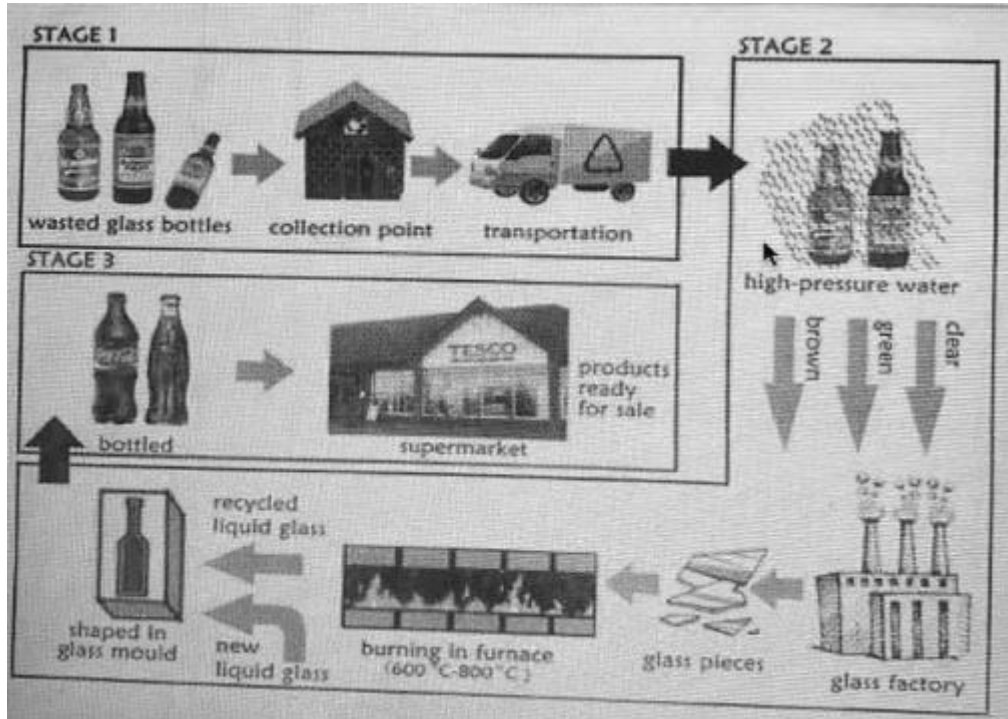 STAGE 1
wasted glass bottles
collection point
transportation
STAGE 2
high-pressure water
brown
green
clear
glass factory
glass pieces
burning in furnace
(600 °C-800 °C)
recycled
liquid glass
new
liquid glass
shaped in
glass mould
STAGE 3
bottled
TESCO
supermarket
products
ready
for sale